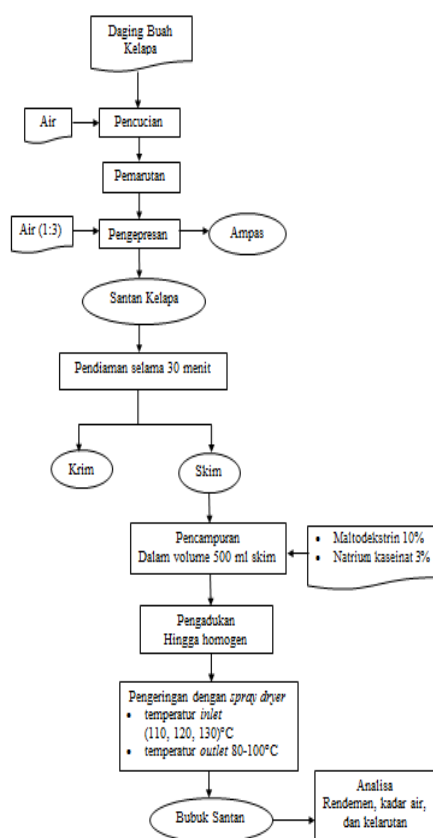 Daging Buah
Kelapa
Air
Pencucian
Pemarutan
Air (1:3)
Pengepresan
Ampas
Santan Kelapa
Pendiaman selama 30 menit
Krim
Skim
Pencampuran
Dalam volume 500 ml skim
• Maltodekstrin 10%
• Natrium kaseinat 3%
Pengadukan
Hingga homogen
Pengeringan dengan spray dryer
• temperatur inlet
(110, 120, 130)°C
• temperatur outlet 80-100°C
Bubuk Santan
Analisa
Rendemen, kadar air,
dan kelarutan